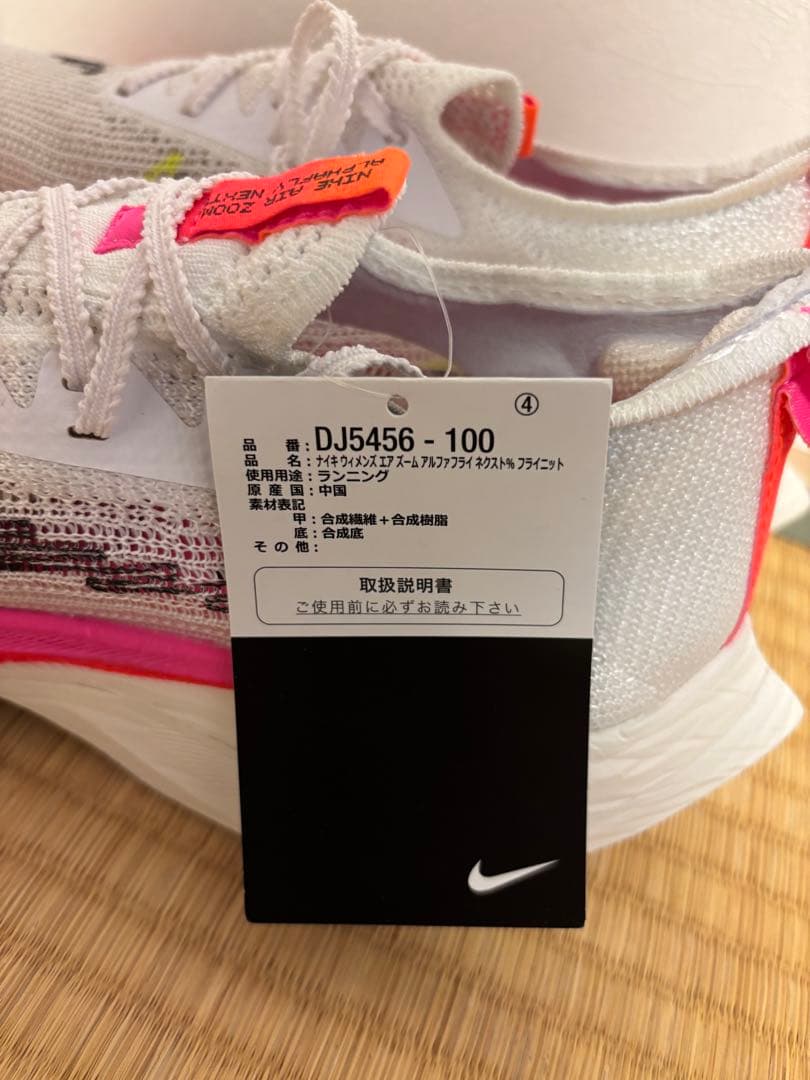 NIKE AIR ZOOM
ALPHAFLY NEXT%
④
品 番：DJ5456 - 100
品 名：ナイキ ウィメンズ エア ズーム アルファフライ ネクスト% フライニット
使用用途：ランニング
原 産 国：中国
素材表記
甲：合成繊維＋合成樹脂
底：合成底
そ の 他：
取扱説明書
ご使用前に必ずお読み下さい